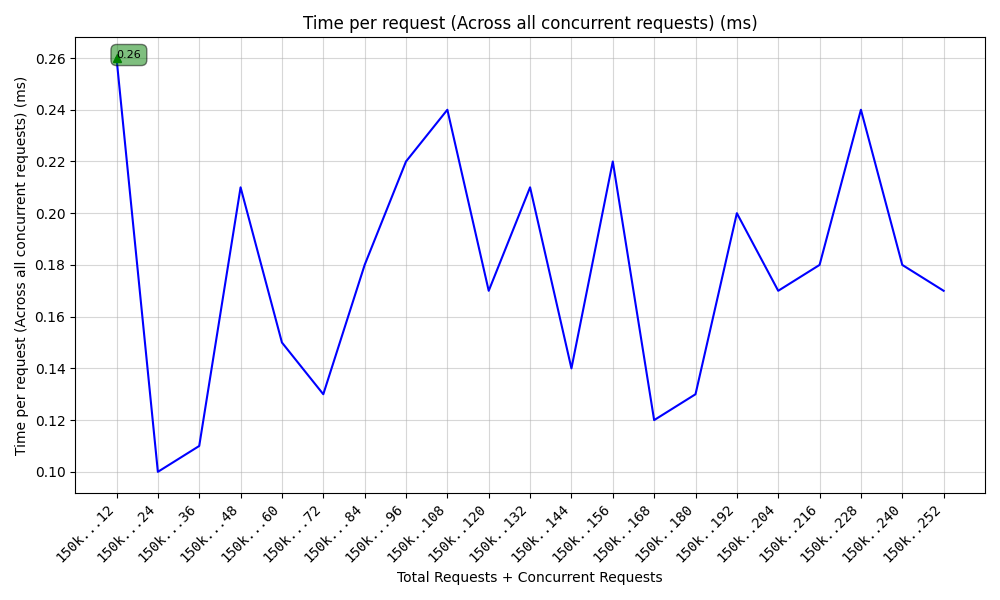 Time per request (Across all concurrent requests) (ms)
Time per request (Across all concurrent requests) (ms)
0.26
0.24
0.22
0.20
0.18
0.16
0.14
0.12
0.10
0.26
150k...12
150k...24
150k...36
150k...48
150k...60
150k...72
150k...84
150k...96
150k..108
150k..120
150k..132
150k..144
150k..156
150k..168
150k..180
150k..192
150k..204
150k..216
150k..228
150k..240
150k..252
Total Requests + Concurrent Requests